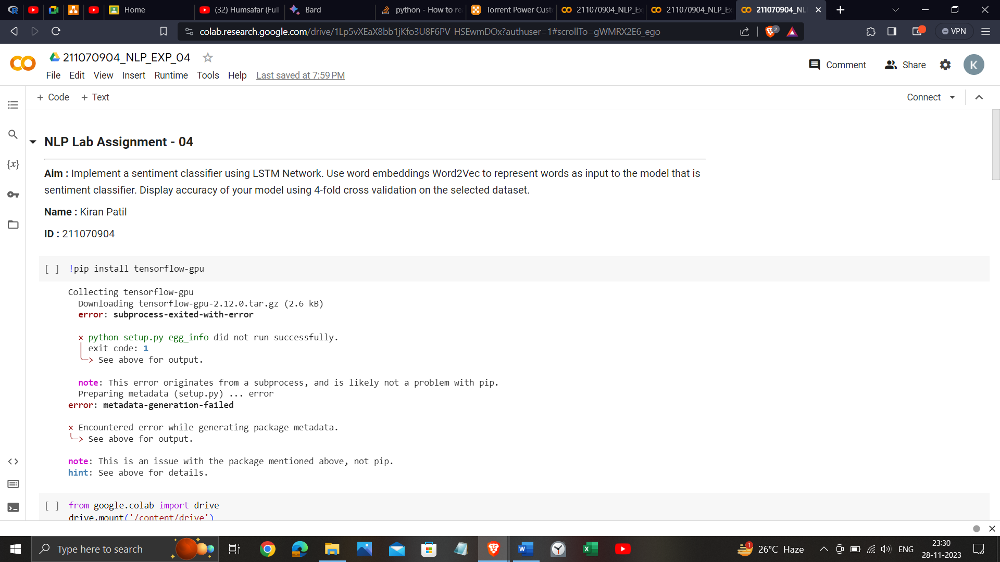 Home
(32) Humsafar (Full
Bard
python - How to re
Torrent Power Cust
211070904_NLP_Ex
211070904_NLP_Ex
211070904_NL
colab.research.google.com/drive/1Lp5vXEaX8bb1jKfo3U8F6PV-HSEwmDOx?authuser=1#scrollTo=gWMRX2E6_ego
2
VPN
211070904_NLP_EXP_04
Comment
Share
K
File Edit View Insert Runtime Tools Help Last saved at 7:59 PM
+ Code + Text
Connect
NLP Lab Assignment - 04
{x}
Aim : Implement a sentiment classifier using LSTM Network. Use word embeddings Word2Vec to represent words as input to the model that is
sentiment classifier. Display accuracy of your model using 4-fold cross validation on the selected dataset.
Name : Kiran Patil
ID : 211070904
[ ] !pip install tensorflow-gpu
Collecting tensorflow-gpu
Downloading tensorflow-gpu-2.12.0.tar.gz (2.6 kB)
error: subprocess-exited-with-error
× python setup.py egg_info did not run successfully.
│ exit code: 1
╰─> See above for output.
note: This error originates from a subprocess, and is likely not a problem with pip.
Preparing metadata (setup.py) ... error
error: metadata-generation-failed
× Encountered error while generating package metadata.
╰─> See above for output.
note: This is an issue with the package mentioned above, not pip.
hint: See above for details.
[ ] from google.colab import drive
drive.mount('/content/drive')
Type here to search
1
26°C Haze
ENG
23:30
28-11-2023